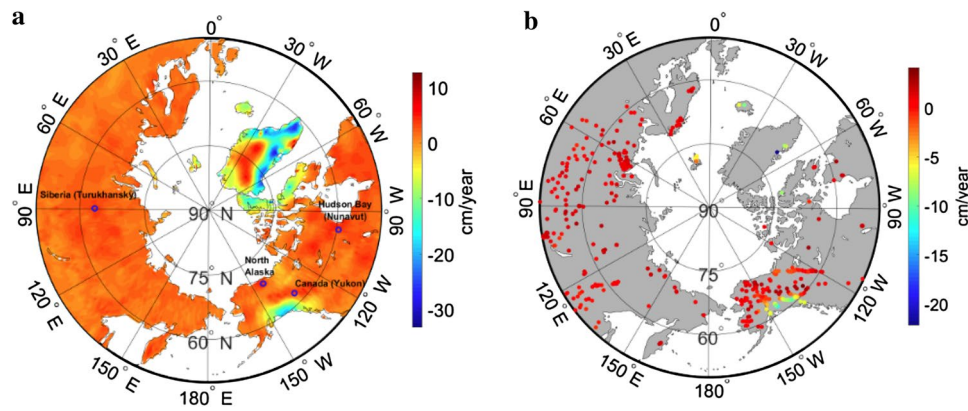 a
0°
30° W
60° W
90° W
120° W
150° W
180° E
150° E
120° E
90° E
60° E
30° E
Siberia (Turukhansky)
90° N
Hudson Bay
(Nunavut)
North
Alaska
Canada (Yukon)
75° N
60° N
10
0
-10
-20
-30
cm/year
b
0°
30° W
60° W
90° W
120° W
150° W
180°
150° E
120° E
90° E
60° E
30° E
90°
75°
60°
0
-5
-10
-15
-20
cm/year